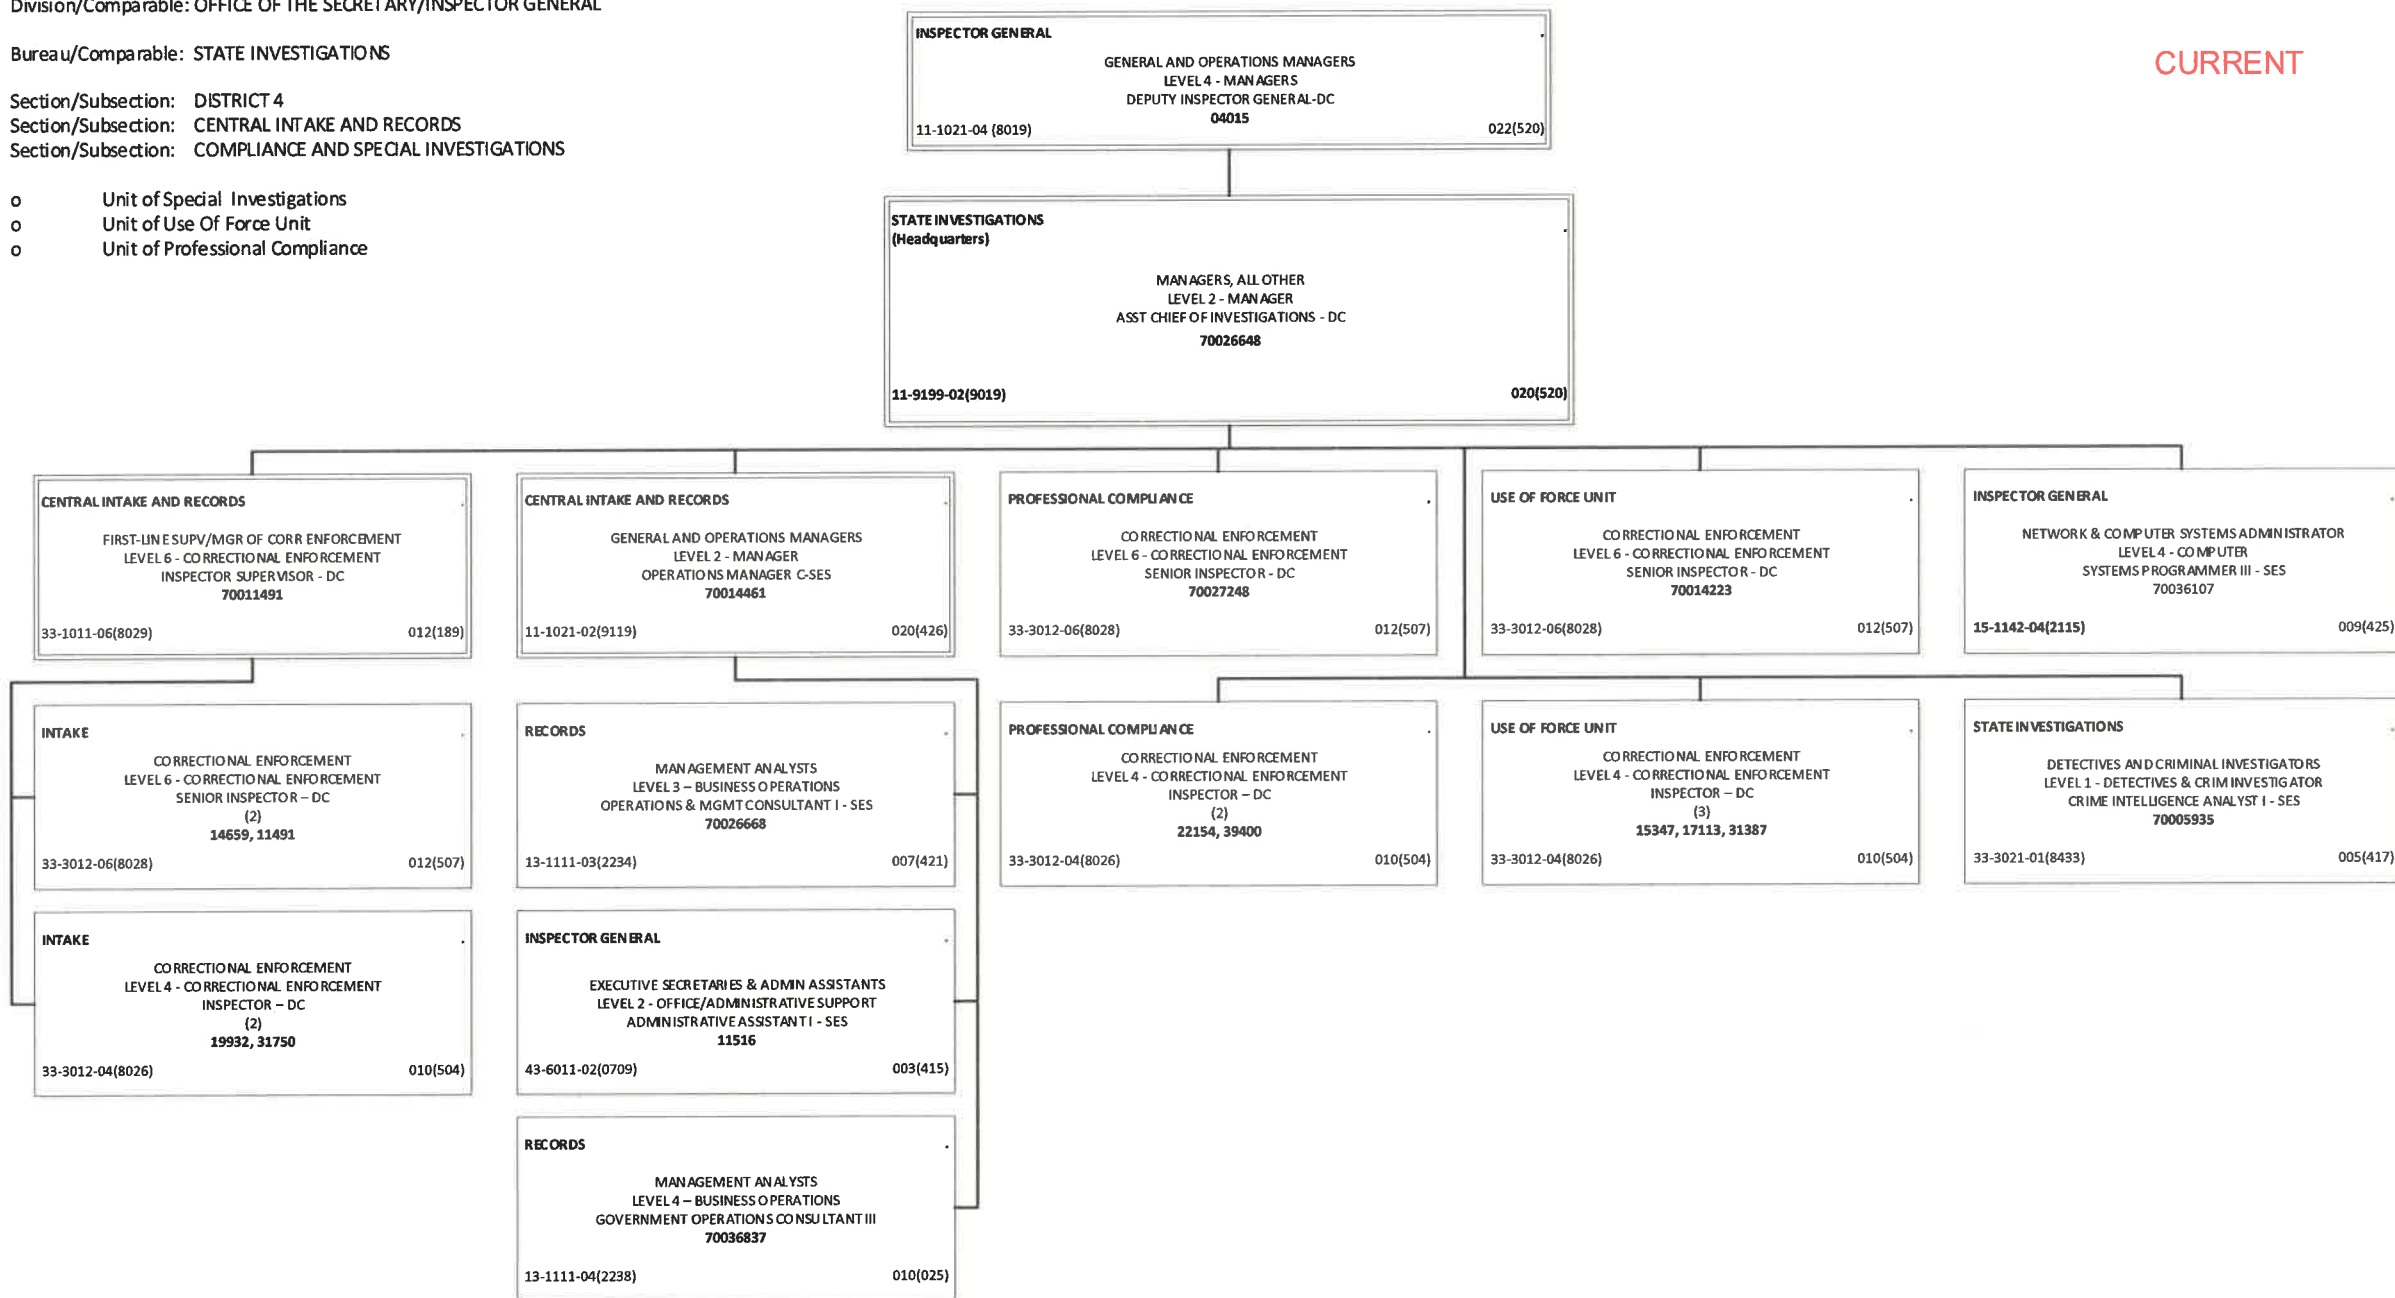 Division/Comparable: OFFICE OF THE SECRETARY/INSPECTOR GENERAL
Bureau/Comparable: STATE INVESTIGATIONS
Section/Subsection: DISTRICT 4
Section/Subsection: CENTRAL INTAKE AND RECORDS
Section/Subsection: COMPLIANCE AND SPECIAL INVESTIGATIONS
o Unit of Special Investigations
o Unit of Use Of Force Unit
o Unit of Professional Compliance
CURRENT
INSPECTOR GENERAL
GENERAL AND OPERATIONS MANAGERS
LEVEL 4 - MANAGERS
DEPUTY INSPECTOR GENERAL-DC
04015
11-1021-04 (8019) 022(520)
STATE INVESTIGATIONS
(Headquarters)
MANAGERS, ALL OTHER
LEVEL 2 - MANAGER
ASST CHIEF OF INVESTIGATIONS - DC
70026648
11-9199-02(9019) 020(520)
CENTRAL INTAKE AND RECORDS
FIRST-LINE SUPV/MGR OF CORR ENFORCEMENT
LEVEL 6 - CORRECTIONAL ENFORCEMENT
INSPECTOR SUPERVISOR - DC
70011491
33-1011-06(8029) 012(189)
CENTRAL INTAKE AND RECORDS
GENERAL AND OPERATIONS MANAGERS
LEVEL 2 - MANAGER
OPERATIONS MANAGER C-SES
70014461
11-1021-02(9119) 020(426)
PROFESSIONAL COMPLIANCE
CORRECTIONAL ENFORCEMENT
LEVEL 6 - CORRECTIONAL ENFORCEMENT
SENIOR INSPECTOR - DC
70027248
33-3012-06(8028) 012(507)
USE OF FORCE UNIT
CORRECTIONAL ENFORCEMENT
LEVEL 6 - CORRECTIONAL ENFORCEMENT
SENIOR INSPECTOR - DC
70014223
33-3012-06(8028) 012(507)
INSPECTOR GENERAL
NETWORK & COMPUTER SYSTEMS ADMINISTRATOR
LEVEL 4 - COMPUTER
SYSTEMS PROGRAMMER III - SES
70036107
15-1142-04(2115) 009(425)
INTAKE
CORRECTIONAL ENFORCEMENT
LEVEL 6 - CORRECTIONAL ENFORCEMENT
SENIOR INSPECTOR – DC
(2)
14659, 11491
33-3012-06(8028) 012(507)
RECORDS
MANAGEMENT ANALYSTS
LEVEL 3 – BUSINESS OPERATIONS
OPERATIONS & MGMT CONSULTANT I - SES
70026668
13-1111-03(2234) 007(421)
PROFESSIONAL COMPLIANCE
CORRECTIONAL ENFORCEMENT
LEVEL 4 - CORRECTIONAL ENFORCEMENT
INSPECTOR – DC
(2)
22154, 39400
33-3012-04(8026) 010(504)
USE OF FORCE UNIT
CORRECTIONAL ENFORCEMENT
LEVEL 4 - CORRECTIONAL ENFORCEMENT
INSPECTOR – DC
(3)
15347, 17113, 31387
33-3012-04(8026) 010(504)
STATE INVESTIGATIONS
DETECTIVES AND CRIMINAL INVESTIGATORS
LEVEL 1 - DETECTIVES & CRIM INVESTIGATOR
CRIME INTELLIGENCE ANALYST I - SES
70005935
33-3021-01(8433) 005(417)
INTAKE
CORRECTIONAL ENFORCEMENT
LEVEL 4 - CORRECTIONAL ENFORCEMENT
INSPECTOR – DC
(2)
19932, 31750
33-3012-04(8026) 010(504)
INSPECTOR GENERAL
EXECUTIVE SECRETARIES & ADMIN ASSISTANTS
LEVEL 2 - OFFICE/ADMINISTRATIVE SUPPORT
ADMINISTRATIVE ASSISTANT I - SES
11516
43-6011-02(0709) 003(415)
RECORDS
MANAGEMENT ANALYSTS
LEVEL 4 – BUSINESS OPERATIONS
GOVERNMENT OPERATIONS CONSULTANT III
70036837
13-1111-04(2238) 010(025)